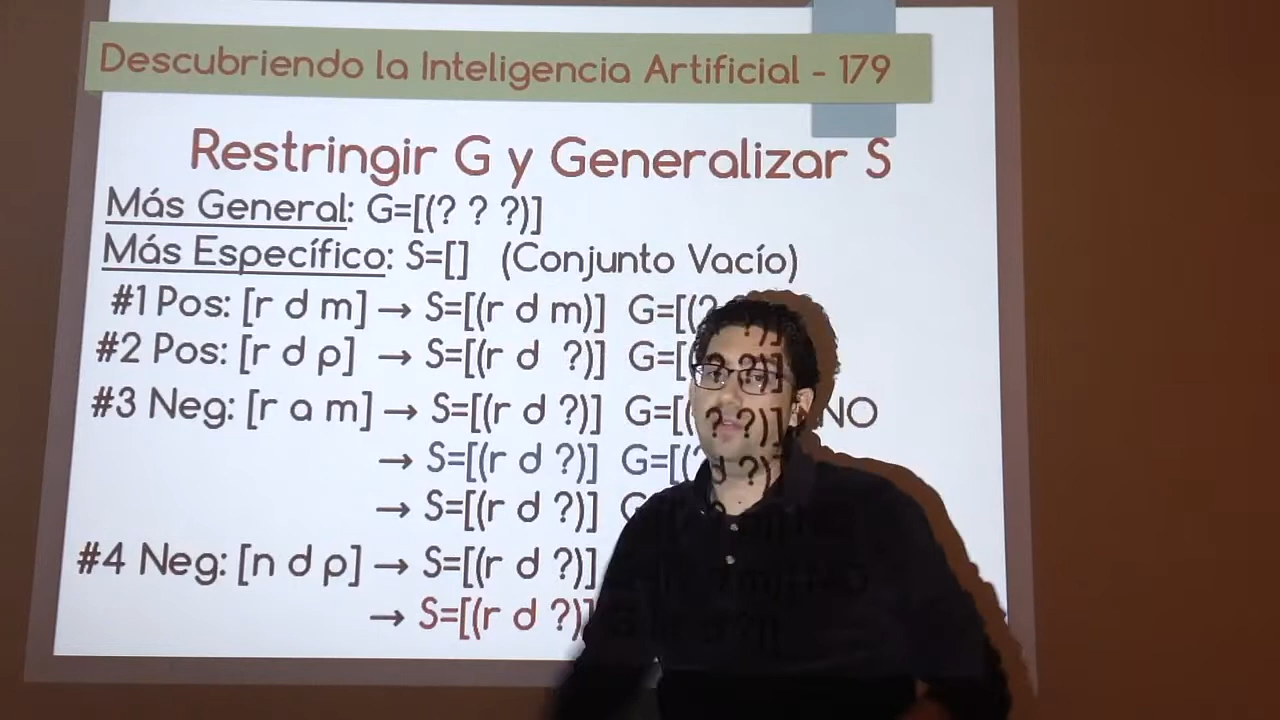 Descubriendo la Inteligencia Artificial - 179
Restringir G y Generalizar S
Más General: G=[(? ? ?)]
Más Específico: S=[] (Conjunto Vacío)
#1 Pos: [r d m] → S=[(r d m)] G=[(? ?)]
#2 Pos: [r d p] → S=[(r d ?)] G=[( ? ?)]
#3 Neg: [r a m] → S=[(r d ?)] G=[( ? ?)] NO
→ S=[(r d ?)] G=[(? d ?)]
→ S=[(r d ?)]
#4 Neg: [n d p] → S=[(r d ?)]
→ S=[(r d ?)]